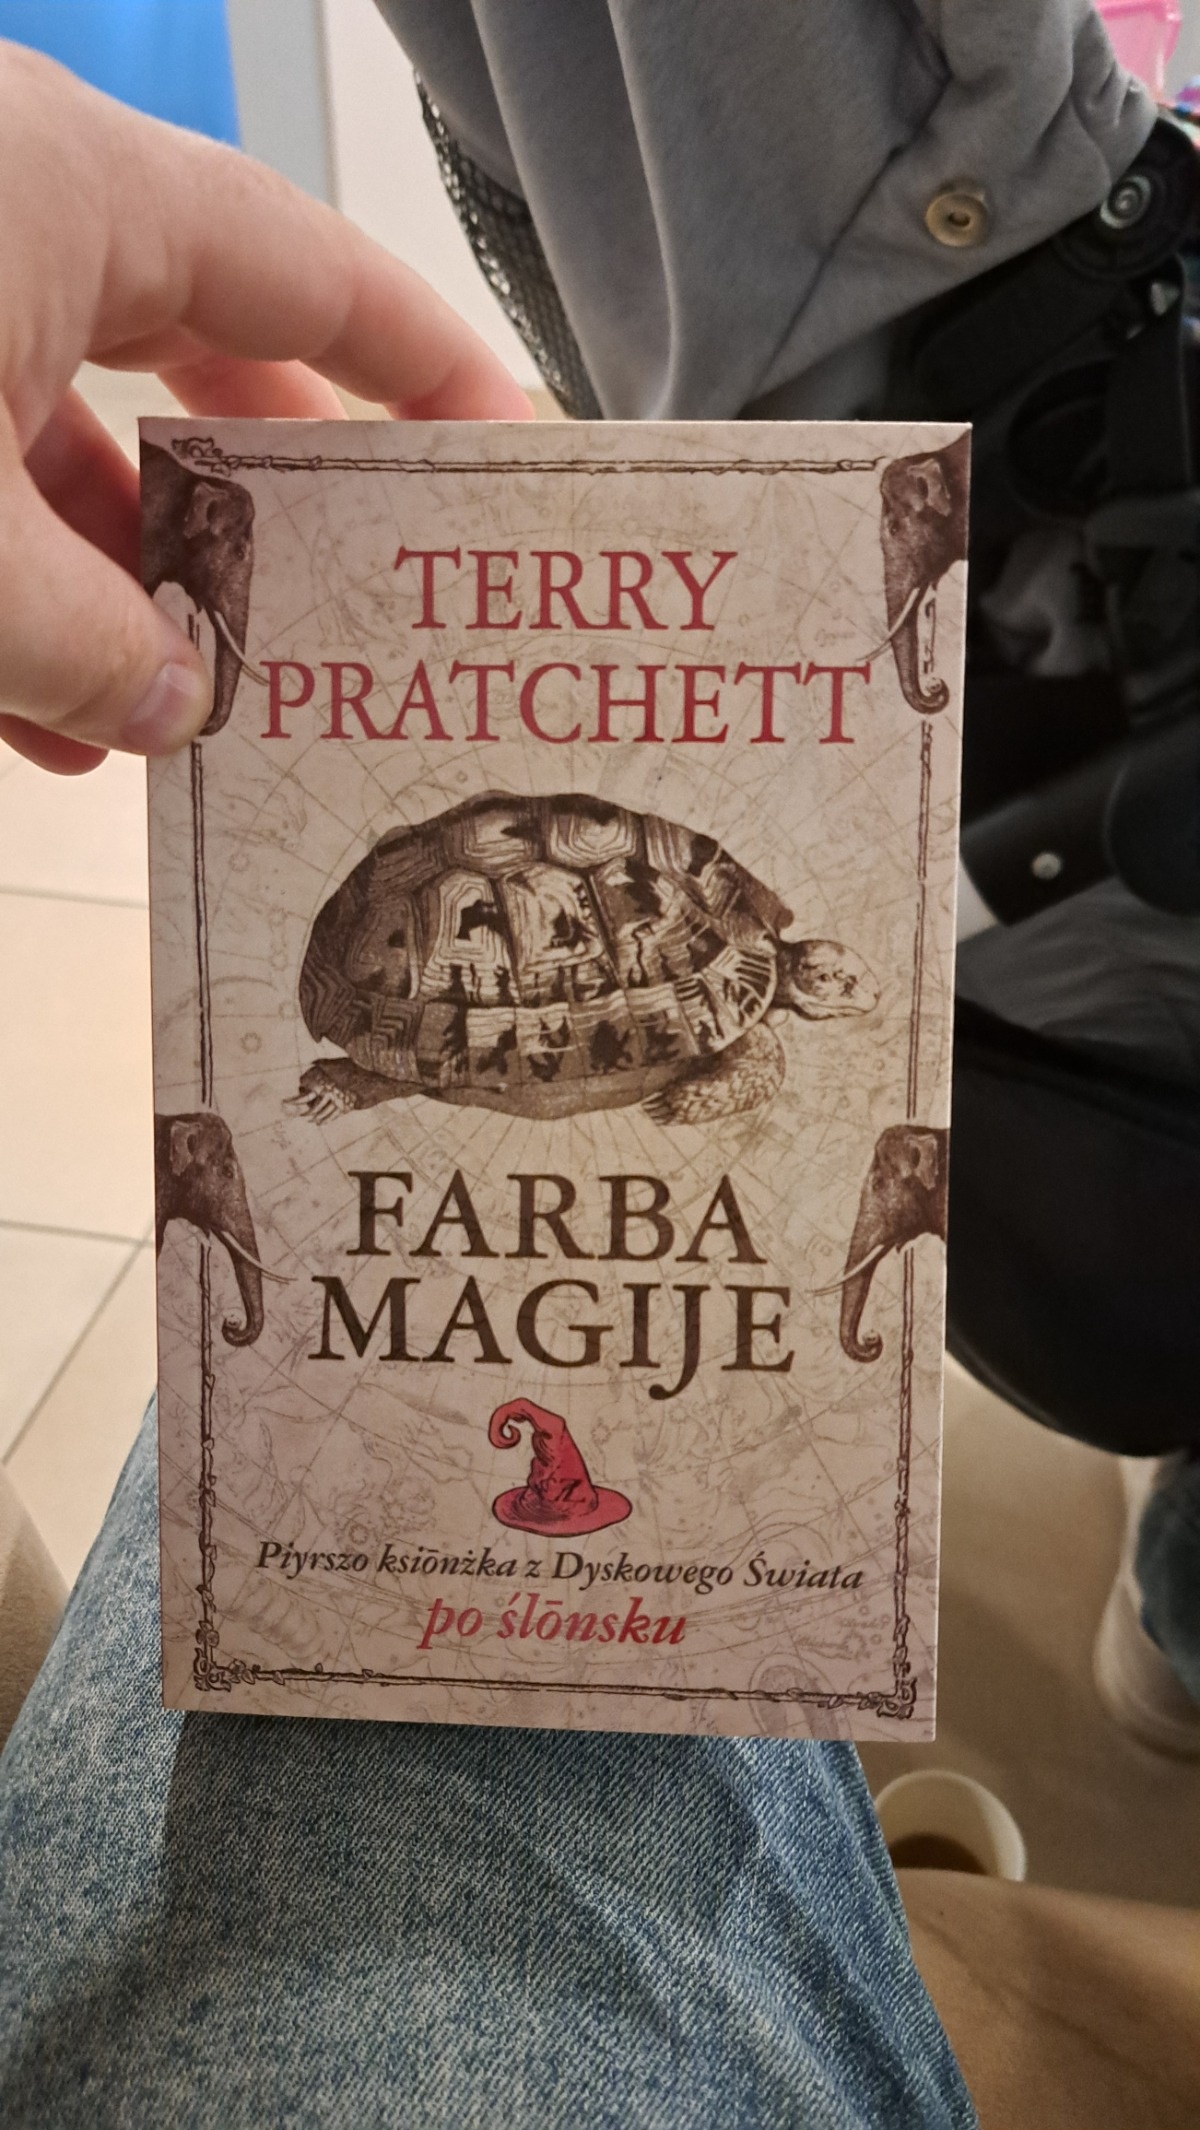 TERRY
PRATCHETT
FARBA
MAGIJE
Piyrszo ksiōnżka z Dyskowego Świata
po ślōnsku